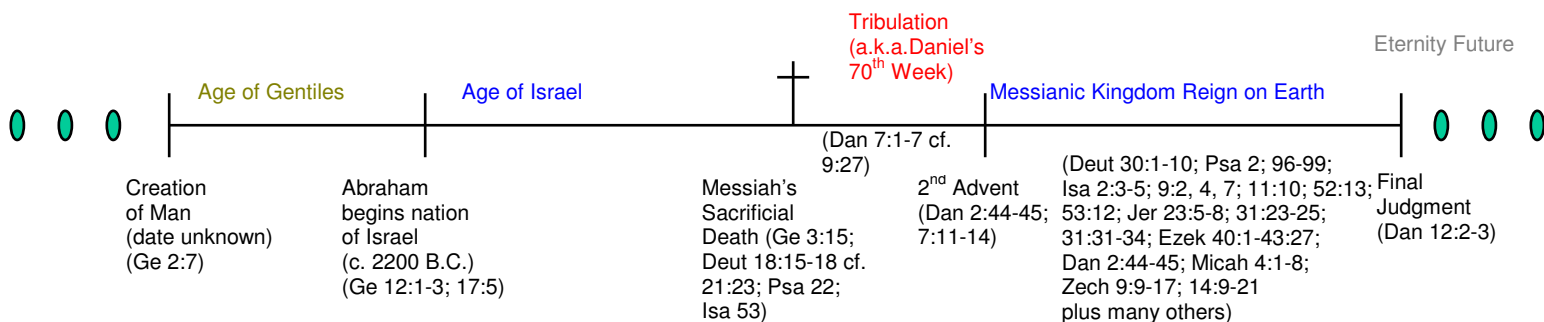 Tribulation
(a.k.a.Daniel's
70th Week)
Eternity Future
Age of Gentiles
Age of Israel
Messianic Kingdom Reign on Earth
(Dan 7:1-7 cf.
9:27)
Creation
of Man
(date unknown)
(Ge 2:7)
Abraham
begins nation
of Israel
(c. 2200 B.C.)
(Ge 12:1-3; 17:5)
Messiah's
Sacrificial
Death (Ge 3:15;
Deut 18:15-18 cf.
21:23; Psa 22;
Isa 53)
2nd Advent
(Dan 2:44-45;
7:11-14)
(Deut 30:1-10; Psa 2; 96-99;
Isa 2:3-5; 9:2, 4, 7; 11:10; 52:13;
53:12; Jer 23:5-8; 31:23-25;
31:31-34; Ezek 40:1-43:27;
Dan 2:44-45; Micah 4:1-8;
Zech 9:9-17; 14:9-21
plus many others)
Final
Judgment
(Dan 12:2-3)